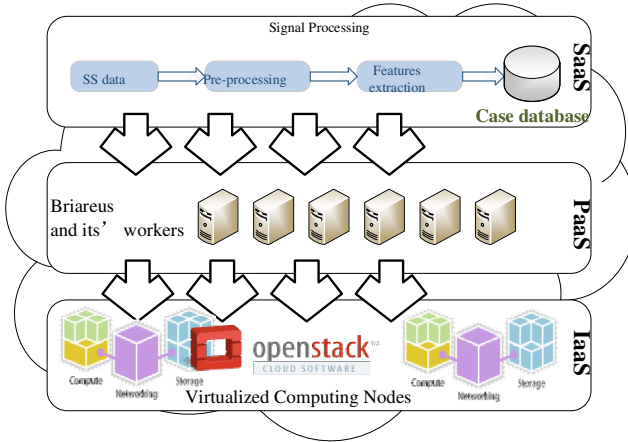 Signal Processing
SS data
Pre-processing
Features
extraction
Case database
SaaS
Briareus
and its’ workers
PaaS
Compute
Networking
Storage
openstack™
CLOUD SOFTWARE
Compute
Networking
Storage
Virtualized Computing Nodes
IaaS